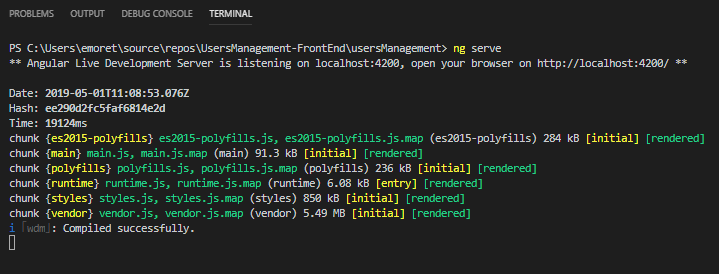 PROBLEMS OUTPUT DEBUG CONSOLE TERMINAL
PS C:\Users\emoret\source\repos\UsersManagement-FrontEnd\usersManagement> ng serve
** Angular Live Development Server is listening on localhost:4200, open your browser on http://localhost:4200/ **
Date: 2019-05-01T11:08:53.076Z
Hash: ee290d2fc5faf6814e2d
Time: 19124ms
chunk {es2015-polyfills} es2015-polyfills.js, es2015-polyfills.js.map (es2015-polyfills) 284 kB [initial] [rendered]
chunk {main} main.js, main.js.map (main) 91.3 kB [initial] [rendered]
chunk {polyfills} polyfills.js, polyfills.js.map (polyfills) 236 kB [initial] [rendered]
chunk {runtime} runtime.js, runtime.js.map (runtime) 6.08 kB [entry] [rendered]
chunk {styles} styles.js, styles.js.map (styles) 850 kB [initial] [rendered]
chunk {vendor} vendor.js, vendor.js.map (vendor) 5.49 MB [initial] [rendered]
i ｢wdm｣: Compiled successfully.